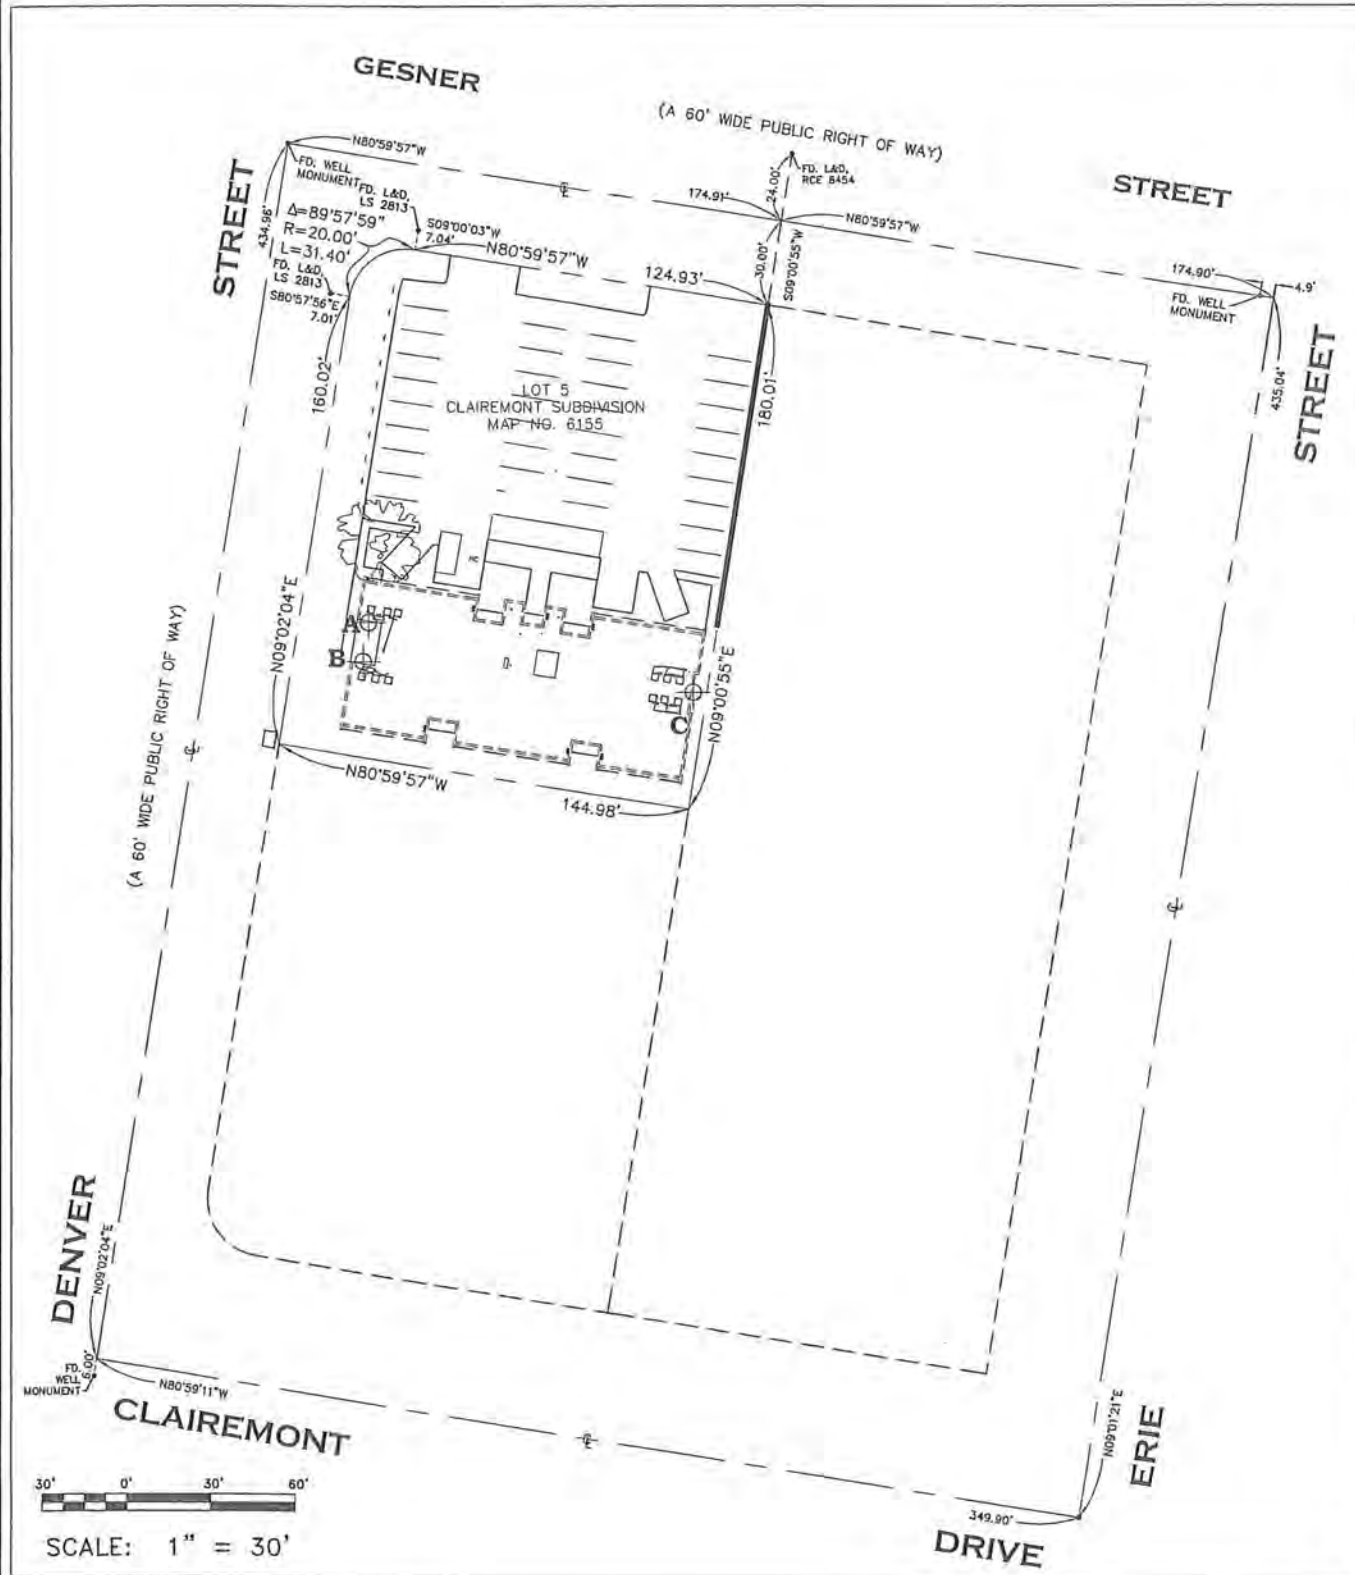 GESNER
(A 60' WIDE PUBLIC RIGHT OF WAY)
N80°59'57"W
FD. WELL
MONUMENT
FD. L&D,
RCE 8454
24.00'
STREET
STREET
434.96'
FD. L&D,
LS 2813
174.91'
N80°59'57"W
Δ=89°57'59"
R=20.00'
L=31.40'
S09°00'03"W
7.04'
N80°59'57"W
30.00'
S09°00'55"W
FD. L&D,
LS 2813
S80°57'56"E
7.01'
124.93'
174.90'
4.9'
FD. WELL
MONUMENT
160.02'
180.01'
435.04'
STREET
LOT 5
CLAIREMONT SUBDIVISION
MAP NO. 6155
A
B
C
N09°02'04"E
N09°00'55"E
(A 60' WIDE PUBLIC RIGHT OF WAY)
N80°59'57"W
144.98'
DENVER
N09°02'04"E
FD.
WELL
MONUMENT
6.00'
N80°59'11"W
CLAIREMONT
N09°01'21"E
ERIE
349.90'
DRIVE
30' 0' 30' 60'
SCALE: 1" = 30'